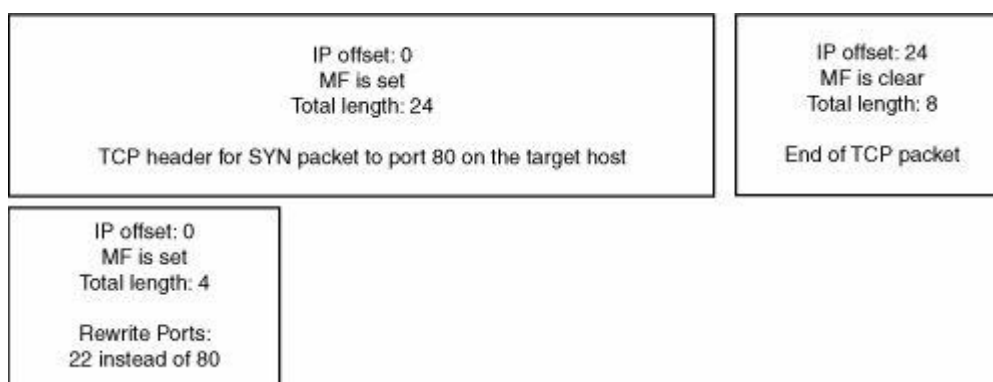 IP offset: 0
MF is set
Total length: 24
TCP header for SYN packet to port 80 on the target host
IP offset: 24
MF is clear
Total length: 8
End of TCP packet
IP offset: 0
MF is set
Total length: 4
Rewrite Ports:
22 instead of 80